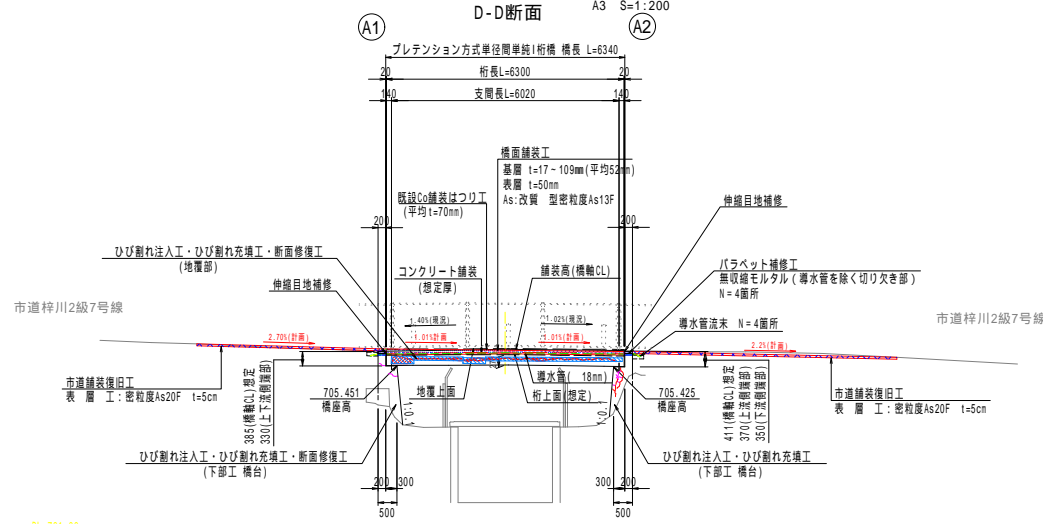 D-D断面
A3 S=1:200
A1
A2
プレテンション方式単径間単純I桁橋 橋長 L=6340
20
桁長L=6300
20
140
支間長L=6020
140
橋面舗装工
基層 t=17~109mm(平均52mm)
表層 t=50mm
As:改質 型密粒度As13F
既設Co舗装はつり工
(平均t=70mm)
伸縮目地補修
200
200
ひび割れ注入工・ひび割れ充填工・断面修復工
(地覆部)
コンクリート舗装
(想定厚)
舗装高(橋軸CL)
パラペット補修工
無収縮モルタル(導水管を除く切り欠き部)
N=4箇所
伸縮目地補修
市道梓川2級7号線
市道梓川2級7号線
導水管流末 N=4箇所
1.40%(現況)
1.02%(現況)
2.70%(計画)
1.01%計画
1.01%(計画)
2.2%(計画)
市道舗装復旧工
表 層 工:密粒度As20F t=5cm
385(橋軸CL)想定
330(上下流側端部)
705.451
橋座高
地覆上面
導水管( 18mm)
桁上面(想定)
705.425
橋座高
411(橋軸CL)想定
370(上流側端部)
350(下流側端部)
市道舗装復旧工
表 層 工:密粒度As20F t=5cm
1:0.1
1:0.1
ひび割れ注入工・ひび割れ充填工・断面修復工
(下部工 橋台)
ひび割れ注入工・ひび割れ充填工
(下部工 橋台)
200
300
300
200
500
500